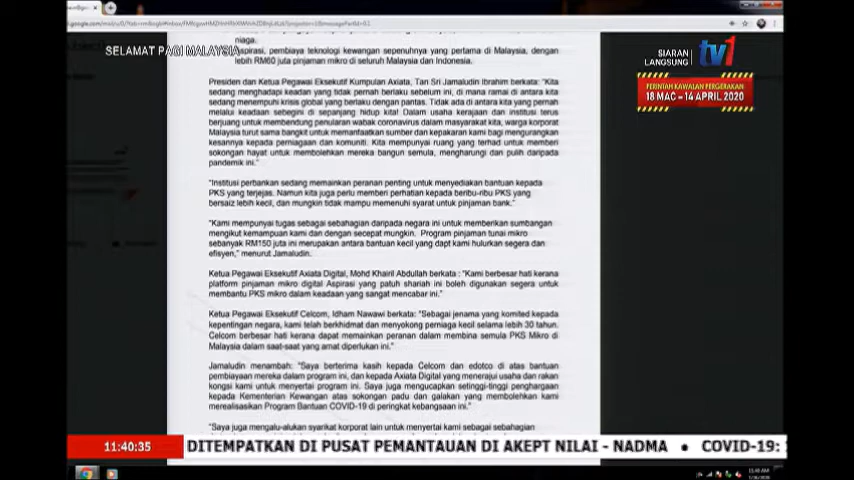 niaga.
SELAMAT PAGI MALAYSIA
Aspirasi, pembiaya teknologi kewangan sepenuhnya yang pertama di Malaysia, dengan
lebih RM60 juta pinjaman mikro di seluruh Malaysia dan Indonesia.
SIARAN
LANGSUNG
tv1
PERINTAH KAWALAN PERGERAKAN
18 MAC – 14 APRIL 2020
Presiden dan Ketua Pegawai Eksekutif Kumpulan Axiata, Tan Sri Jamaludin Ibrahim berkata: "Kita
sedang menghadapi keadan yang tidak pernah berlaku sebelum ini, di mana ramai di antara kita
sedang menempuhi krisis global yang berlaku dengan pantas. Tidak ada di antara kita yang pernah
melalui keadaan sebegini di sepanjang hidup kita! Dalam usaha kerajaan dan institusi terus
berjuang untuk membendung penularan wabak coronavirus dalam masyarakat kita, warga korporat
Malaysia turut sama bangkit untuk memanfaatkan sumber dan kepakaran kami bagi mengurangkan
kesannya kepada perniagaan dan komuniti. Kita mempunyai ruang yang terhad untuk memberi
sokongan hayat untuk membolehkan mereka bangun semula, mengharungi dan pulih daripada
pandemik ini."
"Institusi perbankan sedang memainkan peranan penting untuk menyediakan bantuan kepada
PKS yang terjejas. Namun kita juga perlu memberi perhatian kepada beribu-ribu PKS yang
bersaiz lebih kecil, dan mungkin tidak mampu memenuhi syarat untuk pinjaman bank."
"Kami mempunyai tugas sebagai sebahagian daripada negara ini untuk memberikan sumbangan
mengikut kemampuan kami dan dengan secepat mungkin. Program pinjaman tunai mikro
sebanyak RM150 juta ini merupakan antara bantuan kecil yang dapt kami hulurkan segera dan
efisyen," menurut Jamaludin.
Ketua Pegawai Eksekutif Axiata Digital, Mohd Khairil Abdullah berkata : "Kami berbesar hati kerana
platform pinjaman mikro digital Aspirasi yang patuh shariah ini boleh digunakan segera untuk
membantu PKS mikro dalam keadaan yang sangat mencabar ini."
Ketua Pegawai Eksekutif Celcom, Idham Nawawi berkata: "Sebagai jenama yang komited kepada
kepentingan negara, kami telah berkhidmat dan menyokong perniaga kecil selama lebih 30 tahun.
Celcom berbesar hati kerana dapat memainkan peranan dalam membina semula PKS Mikro di
Malaysia dalam saat-saat yang amat diperlukan ini."
Jamaludin menambah: "Saya berterima kasih kepada Celcom dan edotco di atas bantuan
pembiayaan mereka dalam program ini, dan kepada Axiata Digital yang menerajui usaha dan rakan
kongsi kami untuk menyertai program ini. Saya juga mengucapkan setinggi-tinggi penghargaan
kepada Kementerian Kewangan atas sokongan padu dan galakan yang membolehkan kami
merealisasikan Program Bantuan COVID-19 di peringkat kebangsaan ini."
"Saya juga mengalu-alukan syarikat korporat lain untuk menyertai kami sebagai sebahagian
11:40:35
DITEMPATKAN DI PUSAT PEMANTAUAN DI AKEPT NILAI - NADMA • COVID-19: